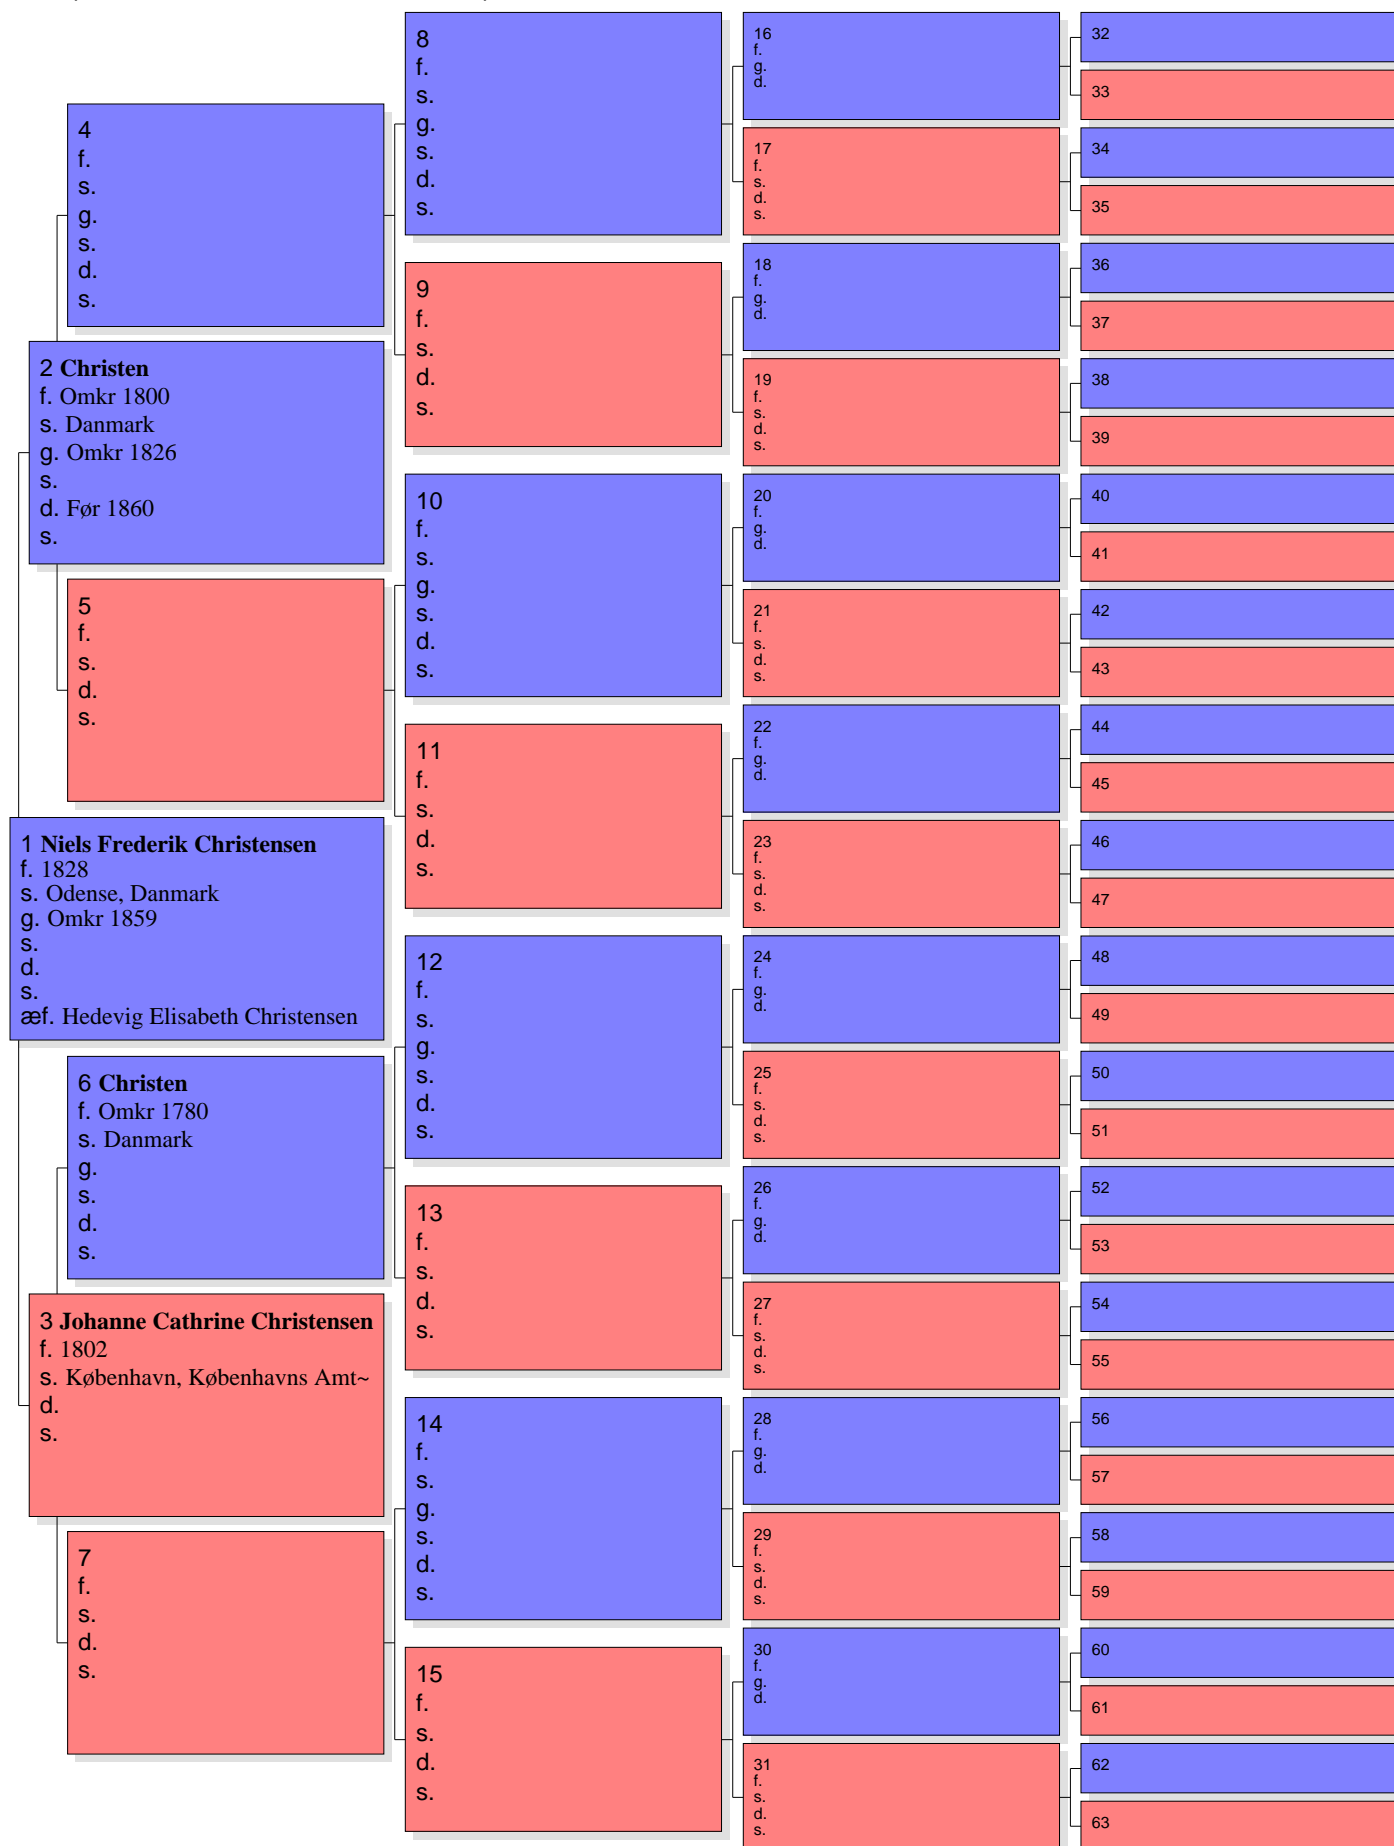 4
f.
s.
g.
s.
d.
s.
2 Christen
f. Omkr 1800
s. Danmark
g. Omkr 1826
s.
d. Før 1860
s.
5
f.
s.
d.
s.
1 Niels Frederik Christensen
f. 1828
s. Odense, Danmark
g. Omkr 1859
s.
d.
s.
æf. Hedevig Elisabeth Christensen
6 Christen
f. Omkr 1780
s. Danmark
g.
s.
d.
s.
3 Johanne Cathrine Christensen
f. 1802
s. København, Københavns Amt~
d.
s.
7
f.
s.
d.
s.
8
f.
s.
g.
s.
d.
s.
9
f.
s.
d.
s.
10
f.
s.
g.
s.
d.
s.
11
f.
s.
d.
s.
12
f.
s.
g.
s.
d.
s.
13
f.
s.
d.
s.
14
f.
s.
g.
s.
d.
s.
15
f.
s.
d.
s.
16
f.
g.
d.
17
f.
s.
d.
s.
18
f.
g.
d.
19
f.
s.
d.
s.
20
f.
g.
d.
21
f.
s.
d.
s.
22
f.
g.
d.
23
f.
s.
d.
s.
24
f.
g.
d.
25
f.
s.
d.
s.
26
f.
g.
d.
27
f.
s.
d.
s.
28
f.
g.
d.
29
f.
s.
d.
s.
30
f.
g.
d.
31
f.
s.
d.
s.
32
33
34
35
36
37
38
39
40
41
42
43
44
45
46
47
48
49
50
51
52
53
54
55
56
57
58
59
60
61
62
63